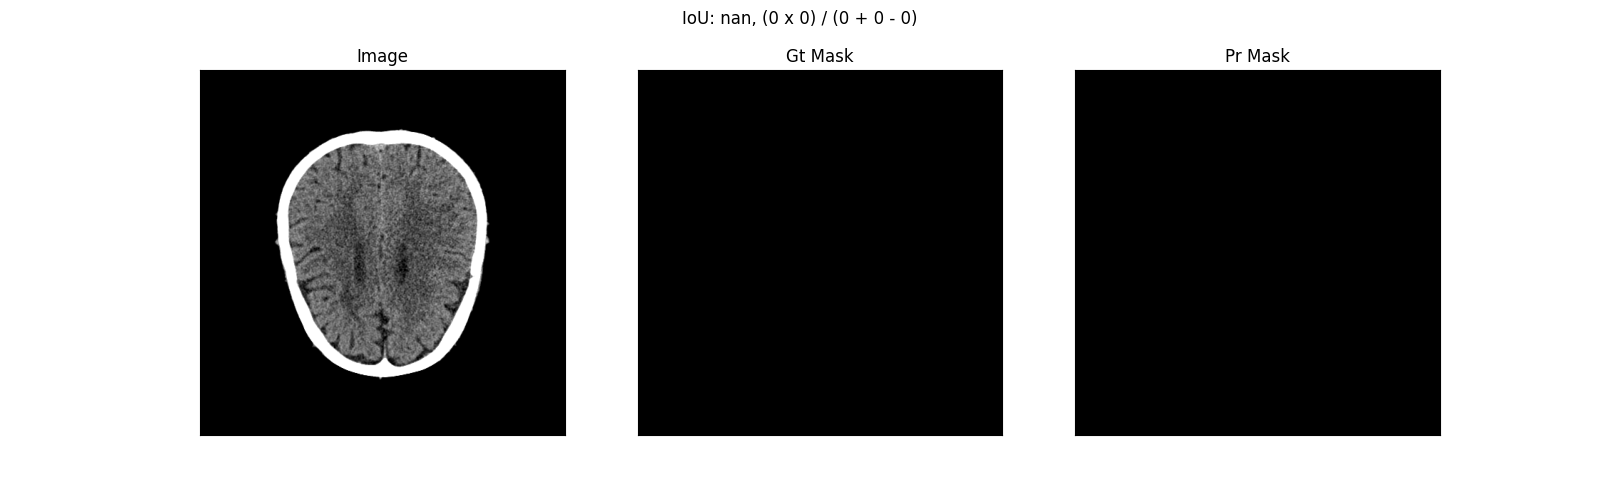 IoU: nan, (0 x 0) / (0 + 0 - 0)
Image
Gt Mask
Pr Mask